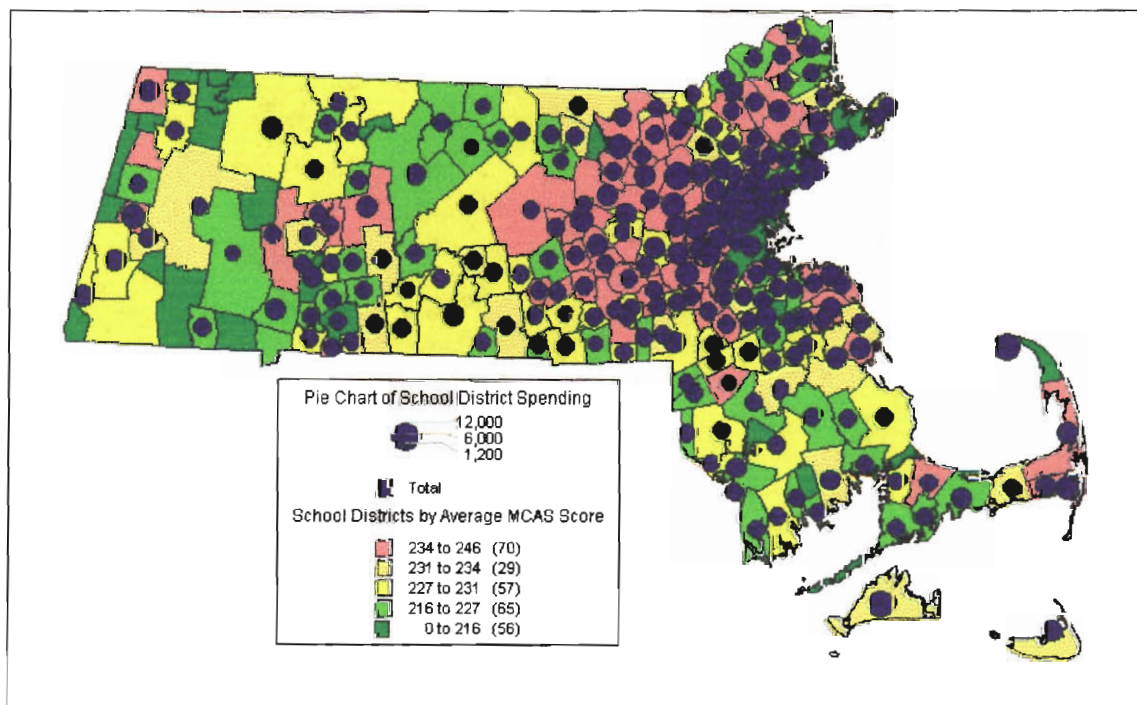 Pie Chart of School District Spending
12,000
6,000
1,200
Total
School Districts by Average MCAS Score
234 to 246 (70)
231 to 234 (29)
227 to 231 (57)
216 to 227 (65)
0 to 216 (56)